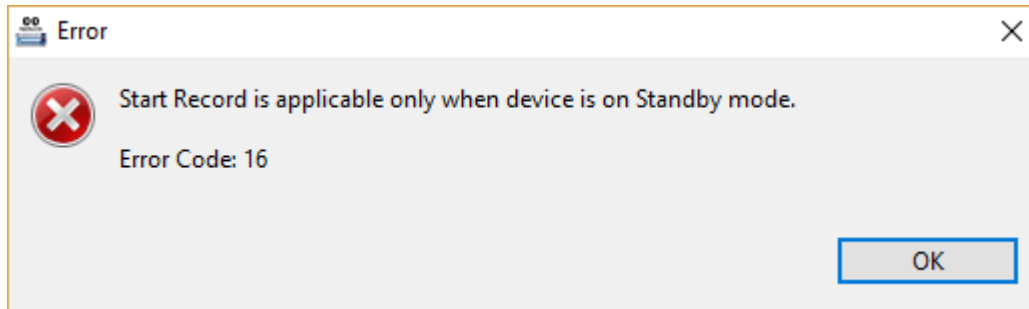 Error
Start Record is applicable only when device is on Standby mode.
Error Code: 16
OK